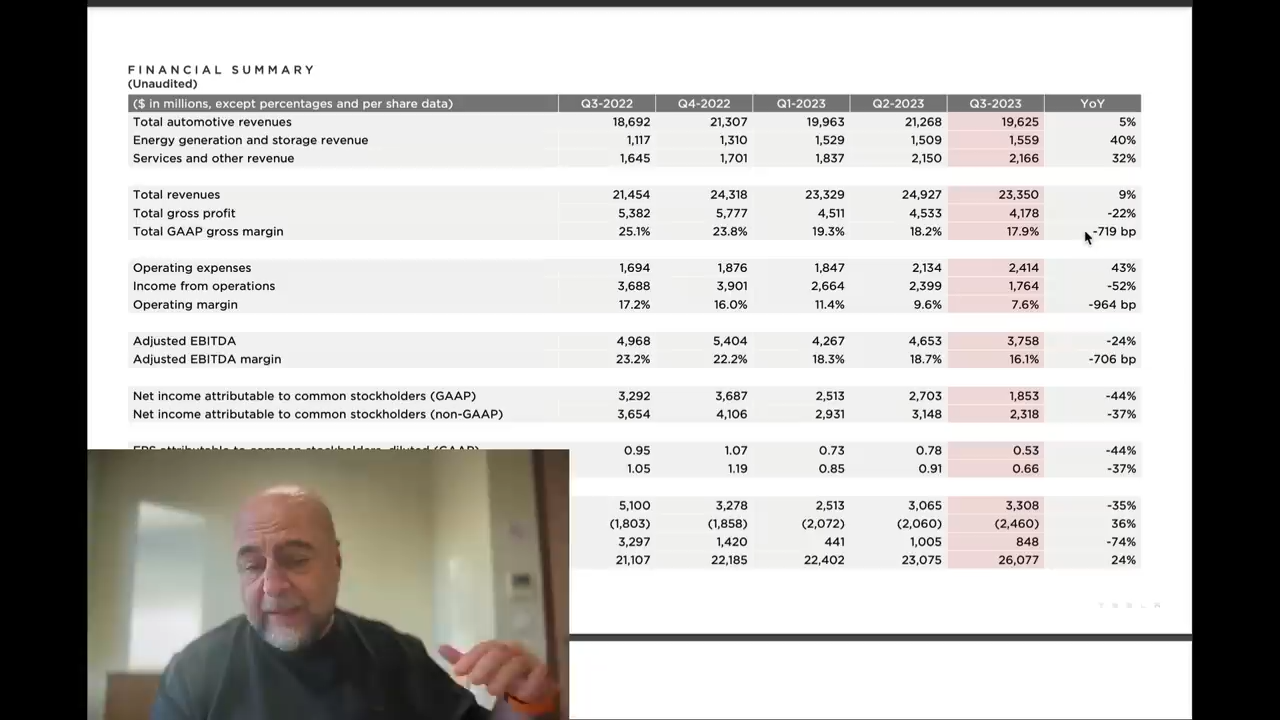 FINANCIAL SUMMARY
(Unaudited)
($ in millions, except percentages and per share data) Q3-2022 Q4-2022 Q1-2023 Q2-2023 Q3-2023 YoY
Total automotive revenues 18,692 21,307 19,963 21,268 19,625 5%
Energy generation and storage revenue 1,117 1,310 1,529 1,509 1,559 40%
Services and other revenue 1,645 1,701 1,837 2,150 2,166 32%
Total revenues 21,454 24,318 23,329 24,927 23,350 9%
Total gross profit 5,382 5,777 4,511 4,533 4,178 -22%
Total GAAP gross margin 25.1% 23.8% 19.3% 18.2% 17.9% -719 bp
Operating expenses 1,694 1,876 1,847 2,134 2,414 43%
Income from operations 3,688 3,901 2,664 2,399 1,764 -52%
Operating margin 17.2% 16.0% 11.4% 9.6% 7.6% -964 bp
Adjusted EBITDA 4,968 5,404 4,267 4,653 3,758 -24%
Adjusted EBITDA margin 23.2% 22.2% 18.3% 18.7% 16.1% -706 bp
Net income attributable to common stockholders (GAAP) 3,292 3,687 2,513 2,703 1,853 -44%
Net income attributable to common stockholders (non-GAAP) 3,654 4,106 2,931 3,148 2,318 -37%
EPS attributable to common stockholders, diluted (GAAP) 0.95 1.07 0.73 0.78 0.53 -44%
1.05 1.19 0.85 0.91 0.66 -37%
5,100 3,278 2,513 3,065 3,308 -35%
(1,803) (1,858) (2,072) (2,060) (2,460) 36%
3,297 1,420 441 1,005 848 -74%
21,107 22,185 22,402 23,075 26,077 24%
TESLA